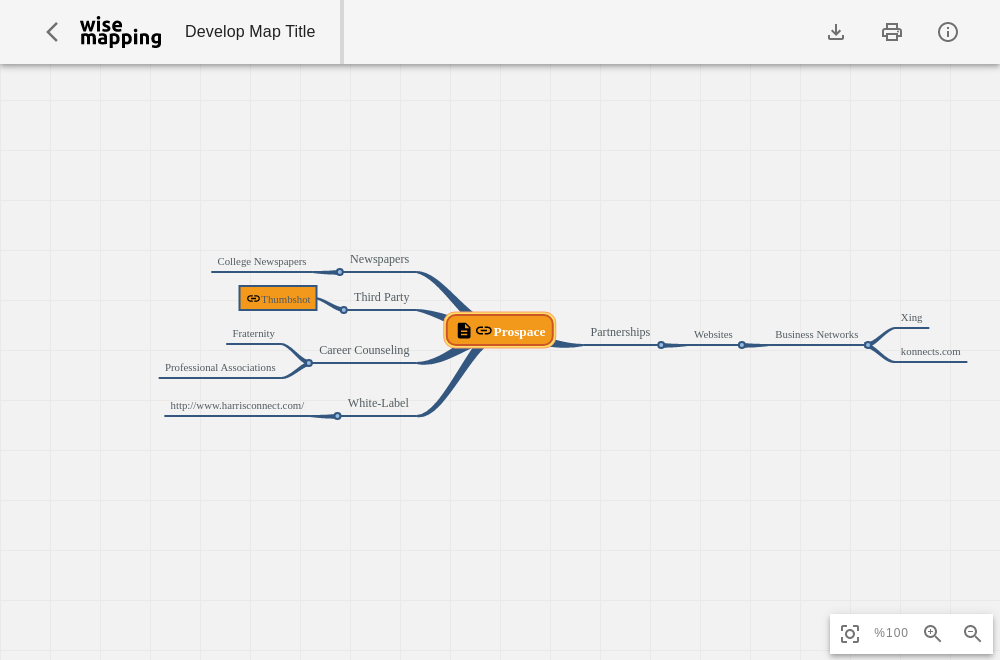 wise
mapping
Develop Map Title
College Newspapers
Newspapers
Thumbshot
Third Party
Fraternity
Career Counseling
Professional Associations
http://www.harrisconnect.com/
White-Label
Prospace
Partnerships
Websites
Business Networks
Xing
konnects.com
%100